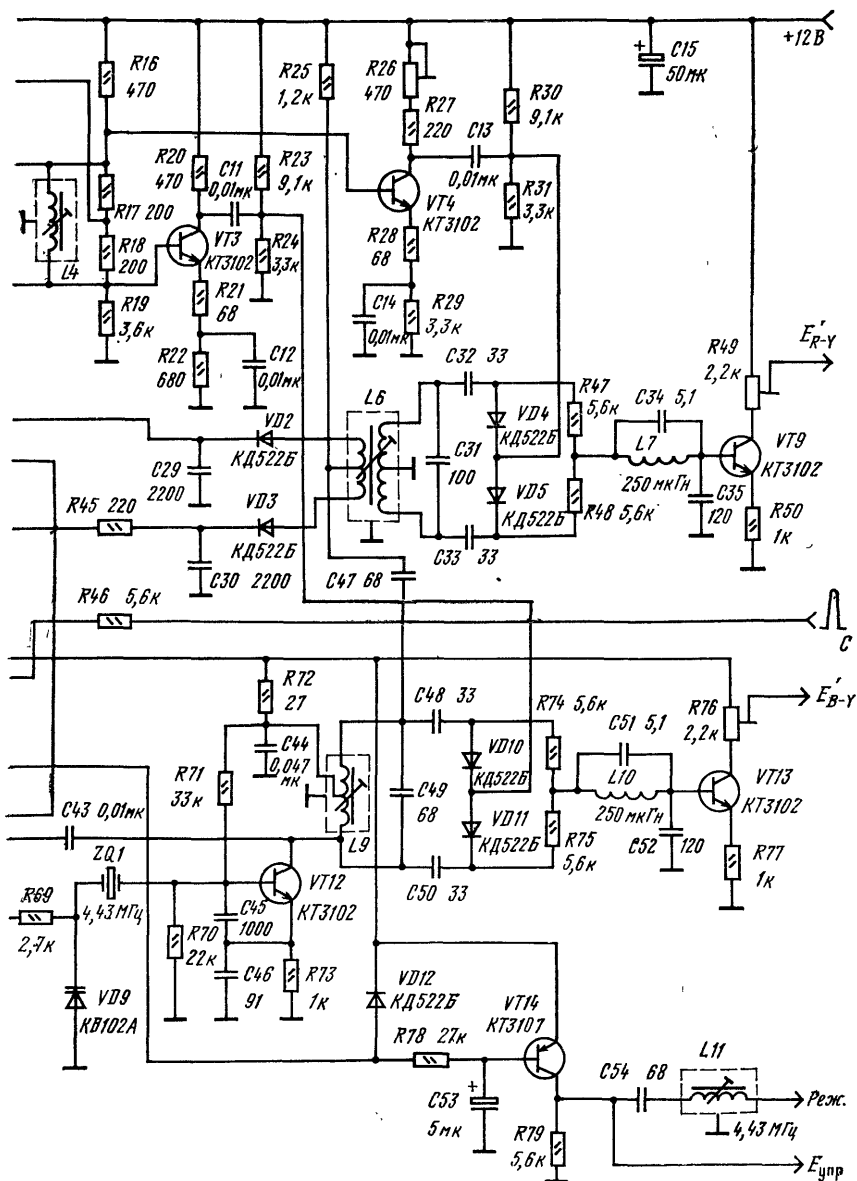 +12В
R16
470
R25
1,2к
R26
470
R27
220
C13
0,01мк
R30
9,1к
C15
50мк
+
R20
470
C11
0,01мк
R23
9,1к
R31
3,3к
VT4
КТ3102
R17 200
R18
200
VT3
КТ3102
R24
3,3к
R28
68
L4
R19
3,6к
R21
68
C14
0,01мк
R29
3,3к
R22
680
C12
0,01мк
C32 33
R49
2,2к
E'R-Y
L6
R47
5,6к
C34 5,1
VD2
КД522Б
VD4
КД522Б
L7
250мкГн
VT9
КТ3102
C29
2200
C31
100
VD5
КД522Б
C35
120
R45 220
VD3
КД522Б
R48 5,6к
R50
1к
C30 2200
C33 33
C47 68
R46 5,6к
C
R72
27
C48 33
R74 5,6к
C51 5,1
R76
2,2к
E'B-Y
C44
0,047
мк
VD10
КД522Б
R71
33к
L10
250мкГн
VT13
КТ3102
C49
68
VD11
КД522Б
C43 0,01мк
L9
R75
5,6к
C52 120
R77
1к
ZQ1
4,43МГц
VT12
КТ3102
C50 33
R69
2,7к
C45
1000
R70
22к
C46
91
R73
1к
VD12
КД522Б
VT14
КТ3107
VD9
КВ102А
R78 27к
L11
C54 68
Реж.
+
C53
5мк
R79
5,6к
4,43МГц
Eупр